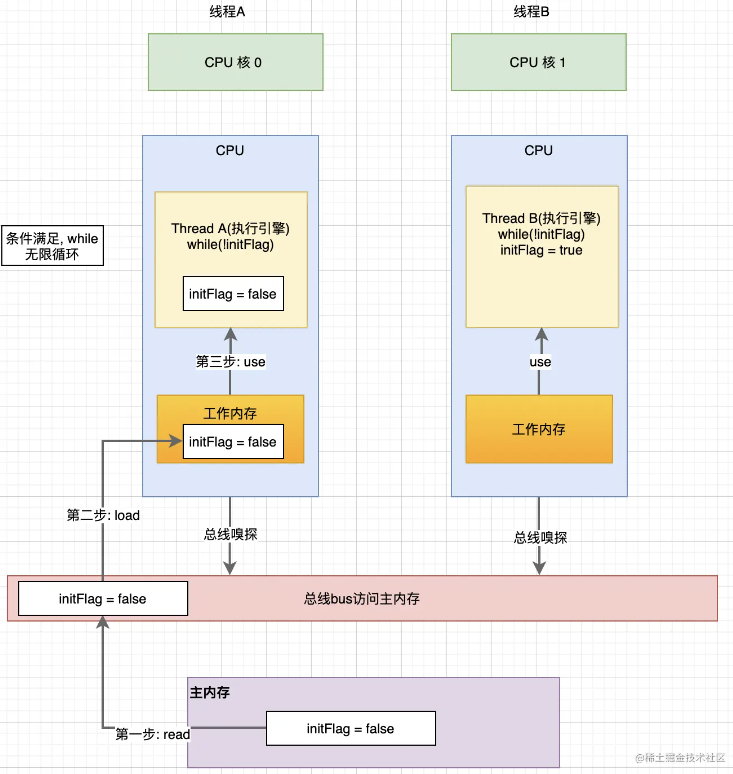 线程A
线程B
CPU 核 0
CPU 核 1
CPU
CPU
Thread A(执行引擎)
while(!initFlag)
initFlag = false
Thread B(执行引擎)
while(!initFlag)
initFlag = true
条件满足, while
无限循环
第三步: use
use
工作内存
initFlag = false
工作内存
第二步: load
总线嗅探
总线嗅探
initFlag = false
总线bus访问主内存
主内存
第一步: read
initFlag = false
@稀土掘金技术社区